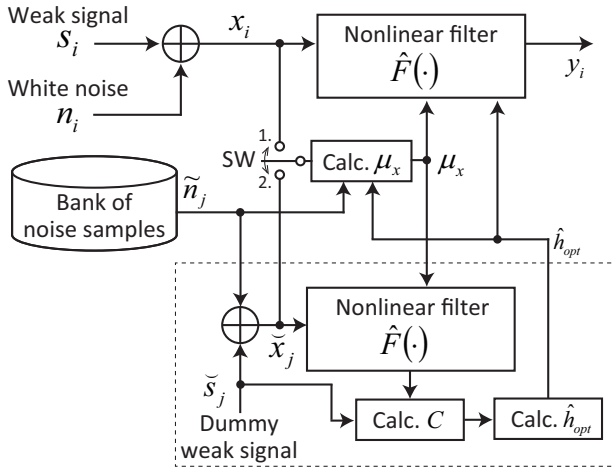 Weak signal
s_i
x_i
Nonlinear filter
F̂(·)
y_i
White noise
n_i
1.
SW
2.
Calc. μ_x
μ_x
Bank of
noise samples
ñ_j
ĥ_opt
Nonlinear filter
F̂(·)
x̆_j
s̆_j
Dummy
weak signal
Calc. C
Calc. ĥ_opt